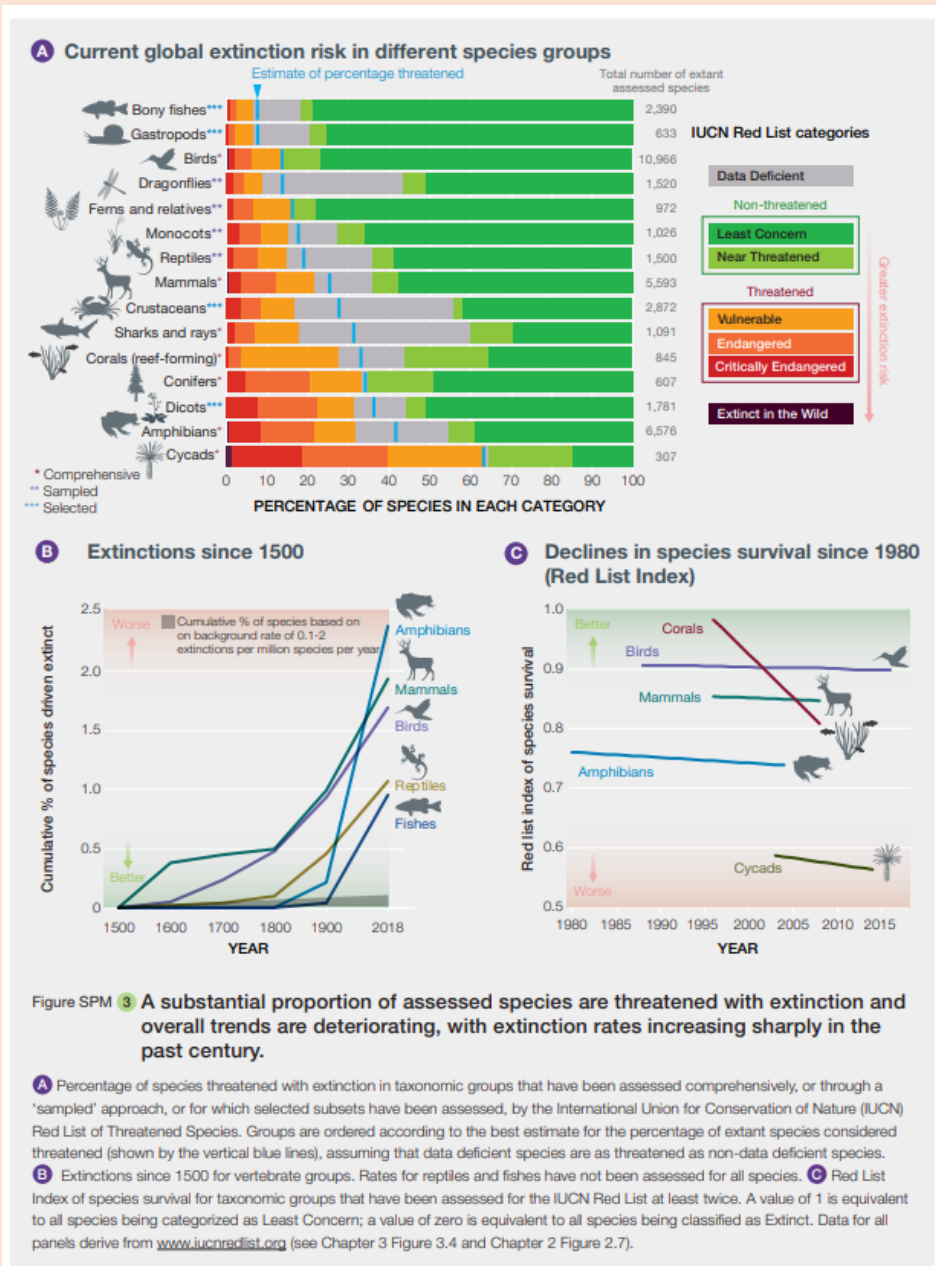 A Current global extinction risk in different species groups
Estimate of percentage threatened
Total number of extant
assessed species
Bony fishes*** 2,390
Gastropods*** 633
Birds* 10,966
Dragonflies** 1,520
Ferns and relatives** 972
Monocots** 1,026
Reptiles** 1,500
Mammals* 5,593
Crustaceans*** 2,872
Sharks and rays* 1,091
Corals (reef-forming)* 845
Conifers* 607
Dicots*** 1,781
Amphibians* 6,576
Cycads* 307
* Comprehensive
** Sampled
*** Selected
0 10 20 30 40 50 60 70 80 90 100
PERCENTAGE OF SPECIES IN EACH CATEGORY
IUCN Red List categories
Data Deficient
Non-threatened
Least Concern
Near Threatened
Threatened
Vulnerable
Endangered
Critically Endangered
Extinct in the Wild
Greater extinction risk
B Extinctions since 1500
2.5
2.0
1.5
1.0
0.5
0
Cumulative % of species driven extinct
Worse
Cumulative % of species based on
on background rate of 0.1-2
extinctions per million species per year
Better
Amphibians
Mammals
Birds
Reptiles
Fishes
1500 1600 1700 1800 1900 2018
YEAR
C Declines in species survival since 1980
(Red List Index)
1.0
0.9
0.8
0.7
0.6
0.5
Red list index of species survival
Better
Corals
Birds
Mammals
Amphibians
Cycads
Worse
1980 1985 1990 1995 2000 2005 2010 2015
YEAR
Figure SPM 3 A substantial proportion of assessed species are threatened with extinction and
overall trends are deteriorating, with extinction rates increasing sharply in the
past century.
A Percentage of species threatened with extinction in taxonomic groups that have been assessed comprehensively, or through a
‘sampled’ approach, or for which selected subsets have been assessed, by the International Union for Conservation of Nature (IUCN)
Red List of Threatened Species. Groups are ordered according to the best estimate for the percentage of extant species considered
threatened (shown by the vertical blue lines), assuming that data deficient species are as threatened as non-data deficient species.
B Extinctions since 1500 for vertebrate groups. Rates for reptiles and fishes have not been assessed for all species. C Red List
Index of species survival for taxonomic groups that have been assessed for the IUCN Red List at least twice. A value of 1 is equivalent
to all species being categorized as Least Concern; a value of zero is equivalent to all species being classified as Extinct. Data for all
panels derive from www.iucnredlist.org (see Chapter 3 Figure 3.4 and Chapter 2 Figure 2.7).